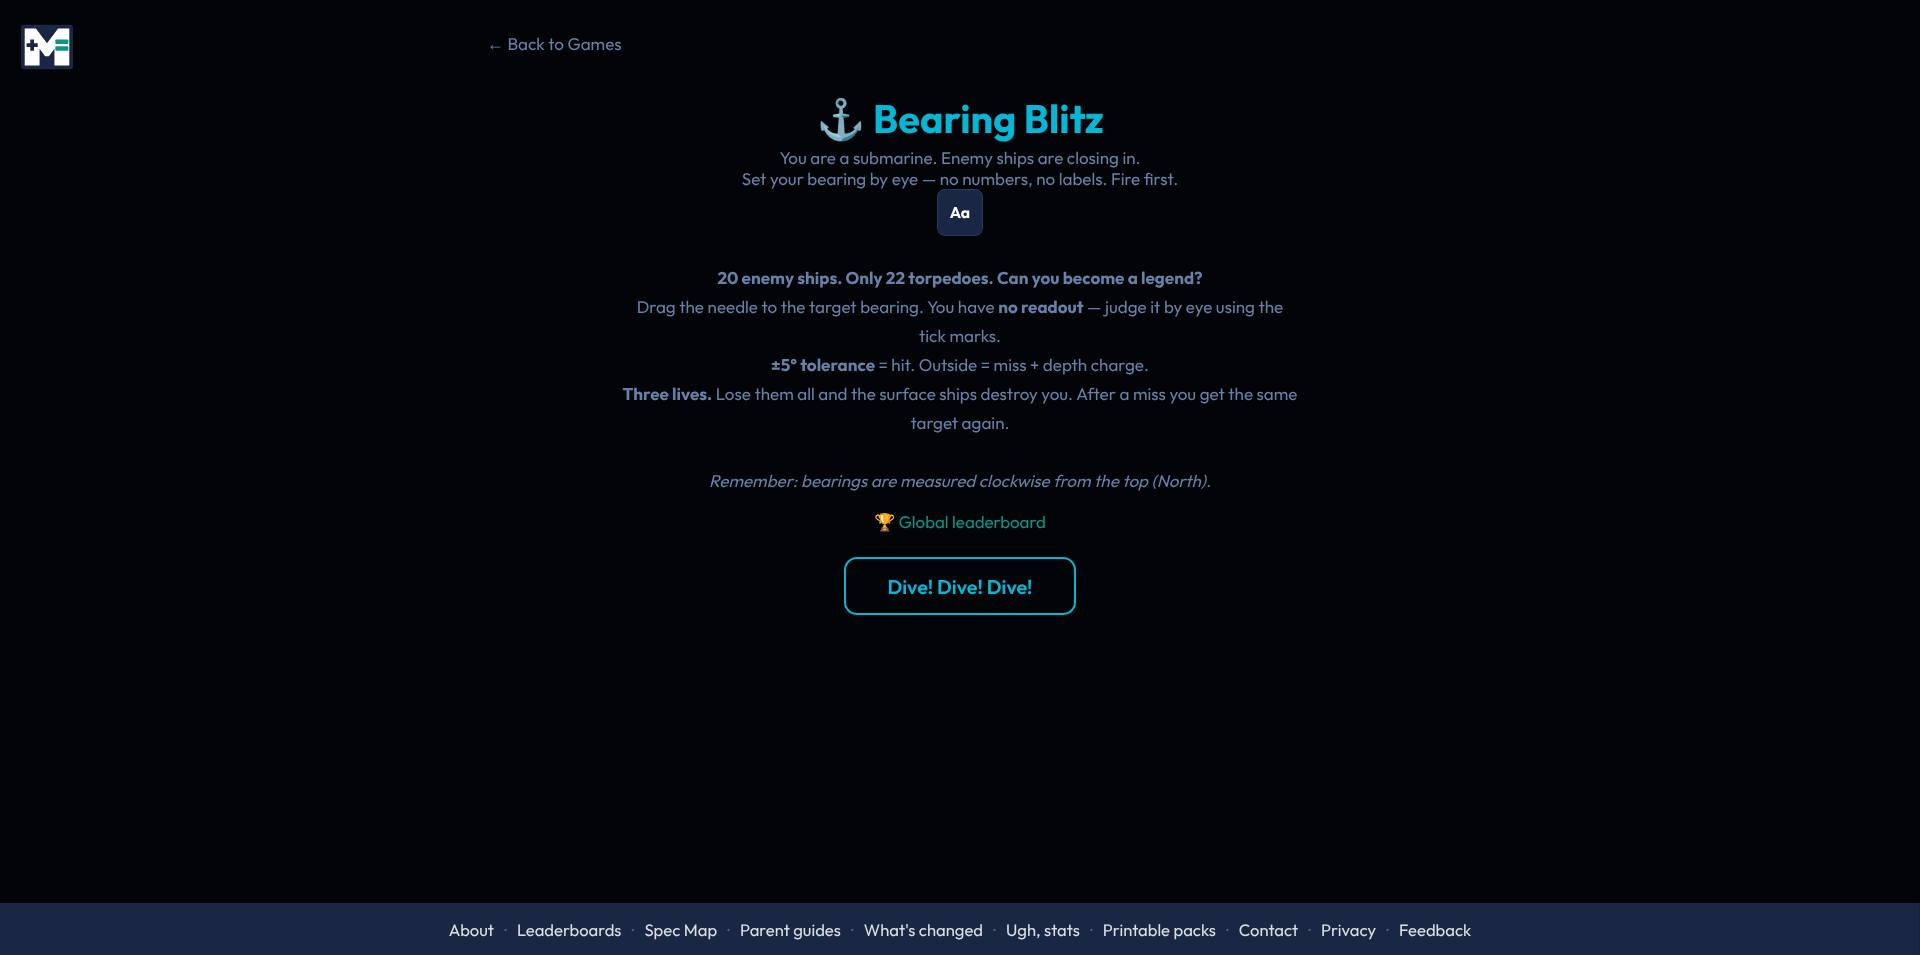 M
← Back to Games
⚓ Bearing Blitz
You are a submarine. Enemy ships are closing in.
Set your bearing by eye — no numbers, no labels. Fire first.
Aa
20 enemy ships. Only 22 torpedoes. Can you become a legend?
Drag the needle to the target bearing. You have no readout — judge it by eye using the
tick marks.
±5° tolerance = hit. Outside = miss + depth charge.
Three lives. Lose them all and the surface ships destroy you. After a miss you get the same
target again.
Remember: bearings are measured clockwise from the top (North).
🏆 Global leaderboard
Dive! Dive! Dive!
About · Leaderboards · Spec Map · Parent guides · What's changed · Ugh, stats · Printable packs · Contact · Privacy · Feedback